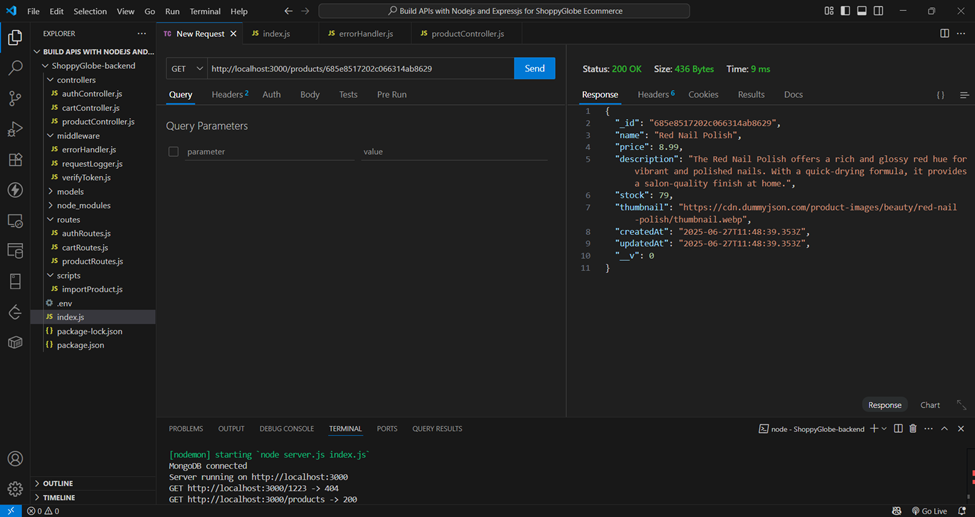 File Edit Selection View Go Run Terminal Help
Build APIs with Nodejs and Expressjs for ShoppyGlobe Ecommerce
EXPLORER
BUILD APIS WITH NODEJS AND...
ShoppyGlobe-backend
controllers
JS authController.js
JS cartController.js
JS productController.js
middleware
JS errorHandler.js
JS requestLogger.js
JS verifyToken.js
models
node_modules
routes
JS authRoutes.js
JS cartRoutes.js
JS productRoutes.js
scripts
JS importProduct.js
.env
JS index.js
{} package-lock.json
{} package.json
OUTLINE
TIMELINE
TC New Request
JS index.js
JS errorHandler.js
JS productController.js
GET http://localhost:3000/products/685e8517202c066314ab8629 Send
Query Headers 2 Auth Body Tests Pre Run
Query Parameters
parameter value
Status: 200 OK Size: 436 Bytes Time: 9 ms
Response Headers 6 Cookies Results Docs {}
1 {
2 "_id": "685e8517202c066314ab8629",
3 "name": "Red Nail Polish",
4 "price": 8.99,
5 "description": "The Red Nail Polish offers a rich and glossy red hue for
vibrant and polished nails. With a quick-drying formula, it provides
a salon-quality finish at home.",
6 "stock": 79,
7 "thumbnail": "https://cdn.dummyjson.com/product-images/beauty/red-nail
-polish/thumbnail.webp",
8 "createdAt": "2025-06-27T11:48:39.353Z",
9 "updatedAt": "2025-06-27T11:48:39.353Z",
10 "__v": 0
11 }
Response Chart
PROBLEMS OUTPUT DEBUG CONSOLE TERMINAL PORTS QUERY RESULTS
node - ShoppyGlobe-backend
[nodemon] starting `node server.js index.js`
MongoDB connected
Server running on http://localhost:3000
GET http://localhost:3000/1223 -> 404
GET http://localhost:3000/products -> 200
0 0
Go Live